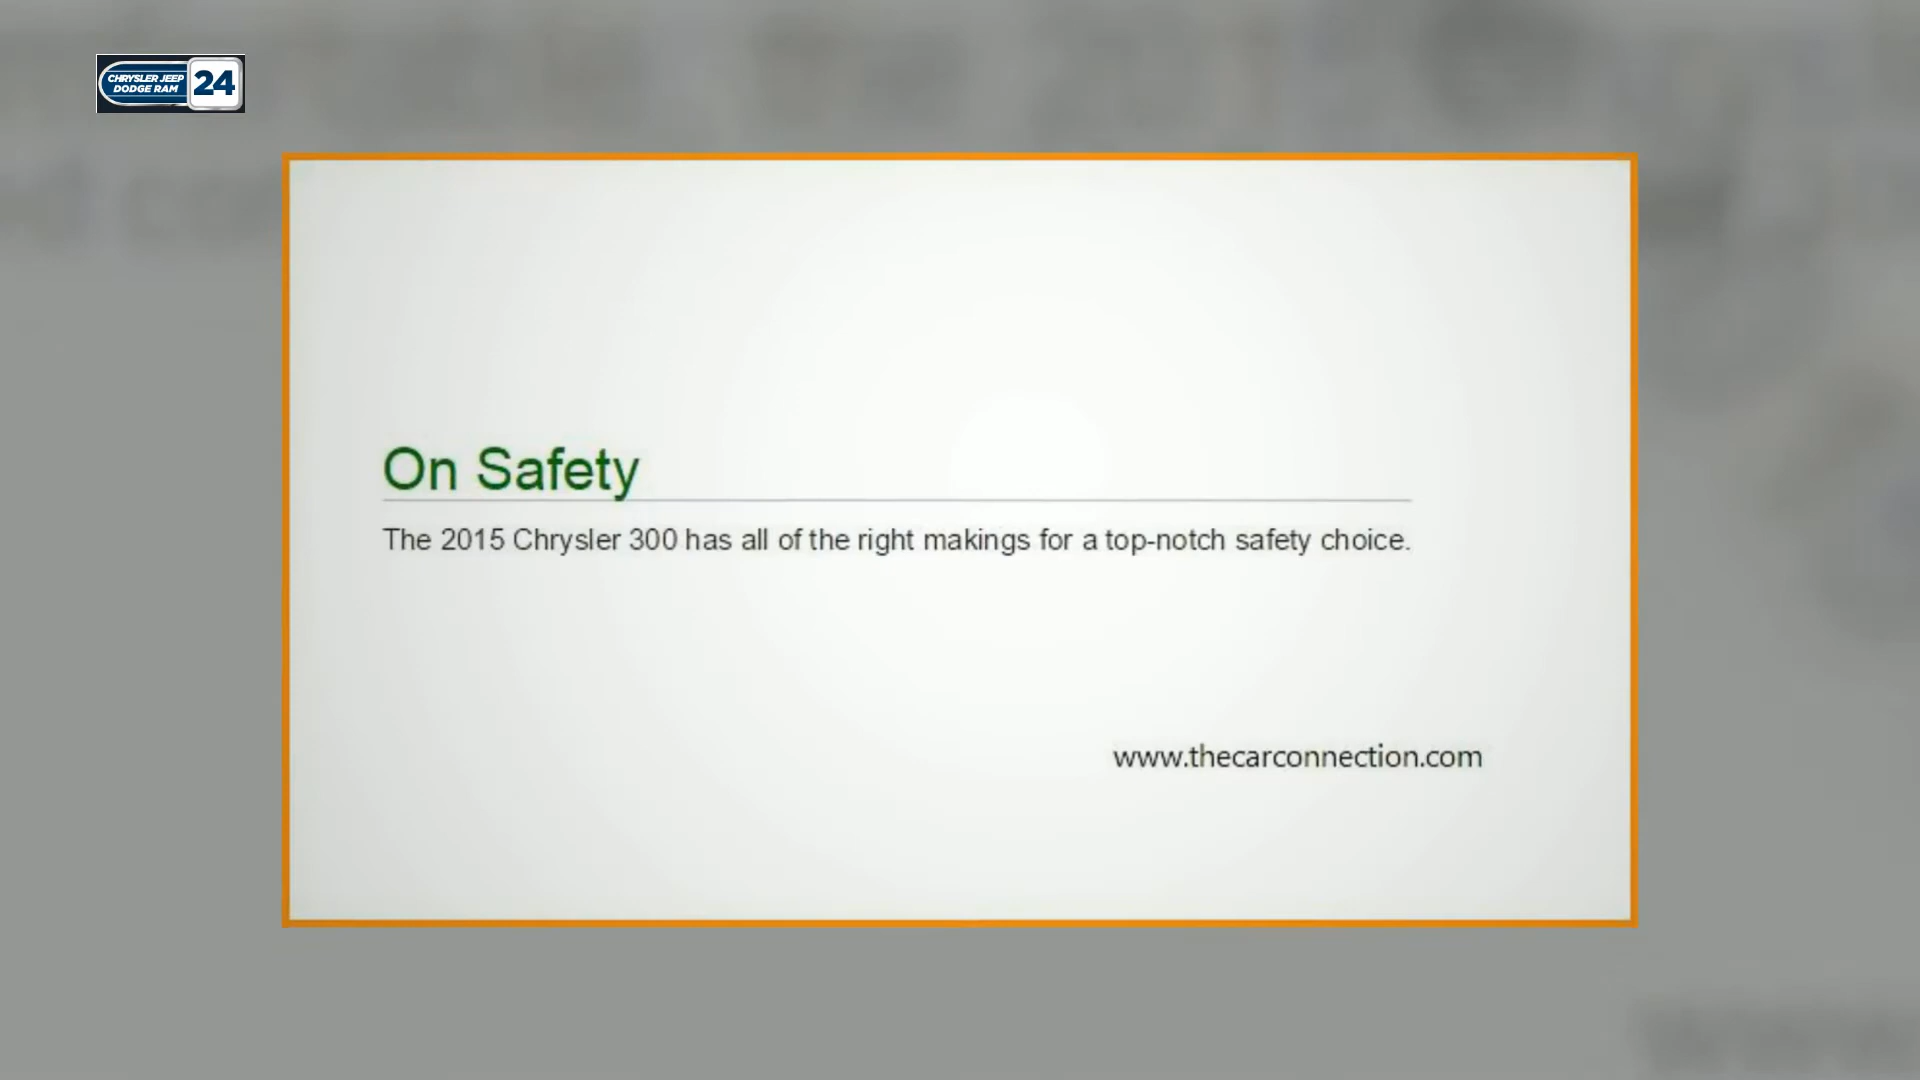 CHRYSLER JEEP
DODGE RAM
24
On Safety
The 2015 Chrysler 300 has all of the right makings for a top-notch safety choice.
www.thecarconnection.com